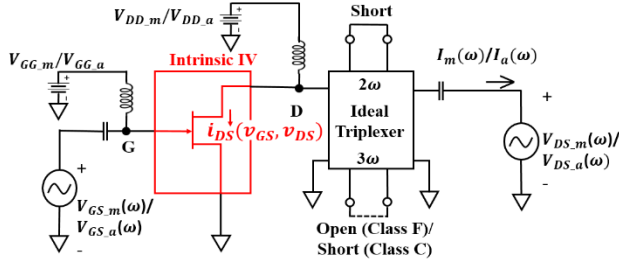 V_DD_m/V_DD_a
Short
V_GG_m/V_GG_a
Intrinsic IV
I_m(ω)/I_a(ω)
2ω
D
Ideal
Triplexer
i_DS(v_GS, v_DS)
G
3ω
+
V_GS_m(ω)/
V_GS_a(ω)
-
+
V_DS_m(ω)/
V_DS_a(ω)
-
Open (Class F)/
Short (Class C)